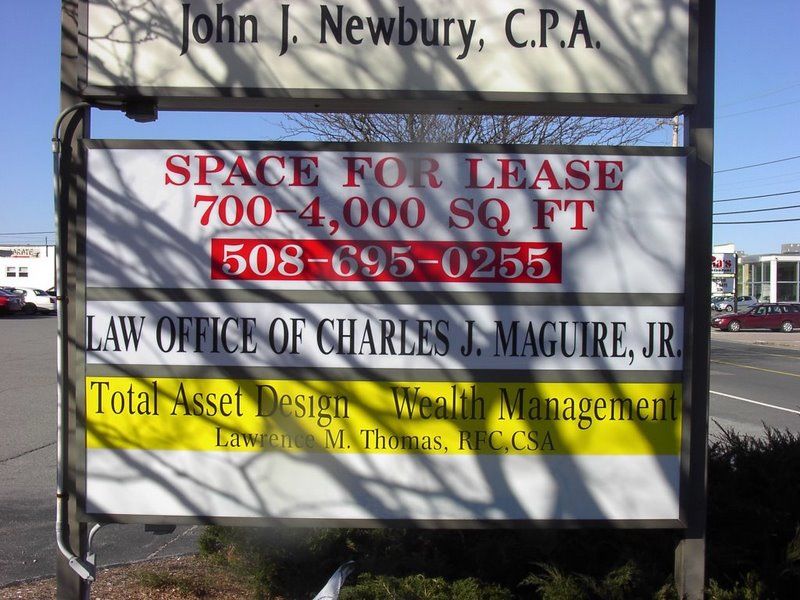 John J. Newbury, C.P.A.
SPACE FOR LEASE
700-4,000 SQ FT
508-695-0255
LAW OFFICE OF CHARLES J. MAGUIRE, JR.
Total Asset Design Wealth Management
Lawrence M. Thomas, RFC,CSA